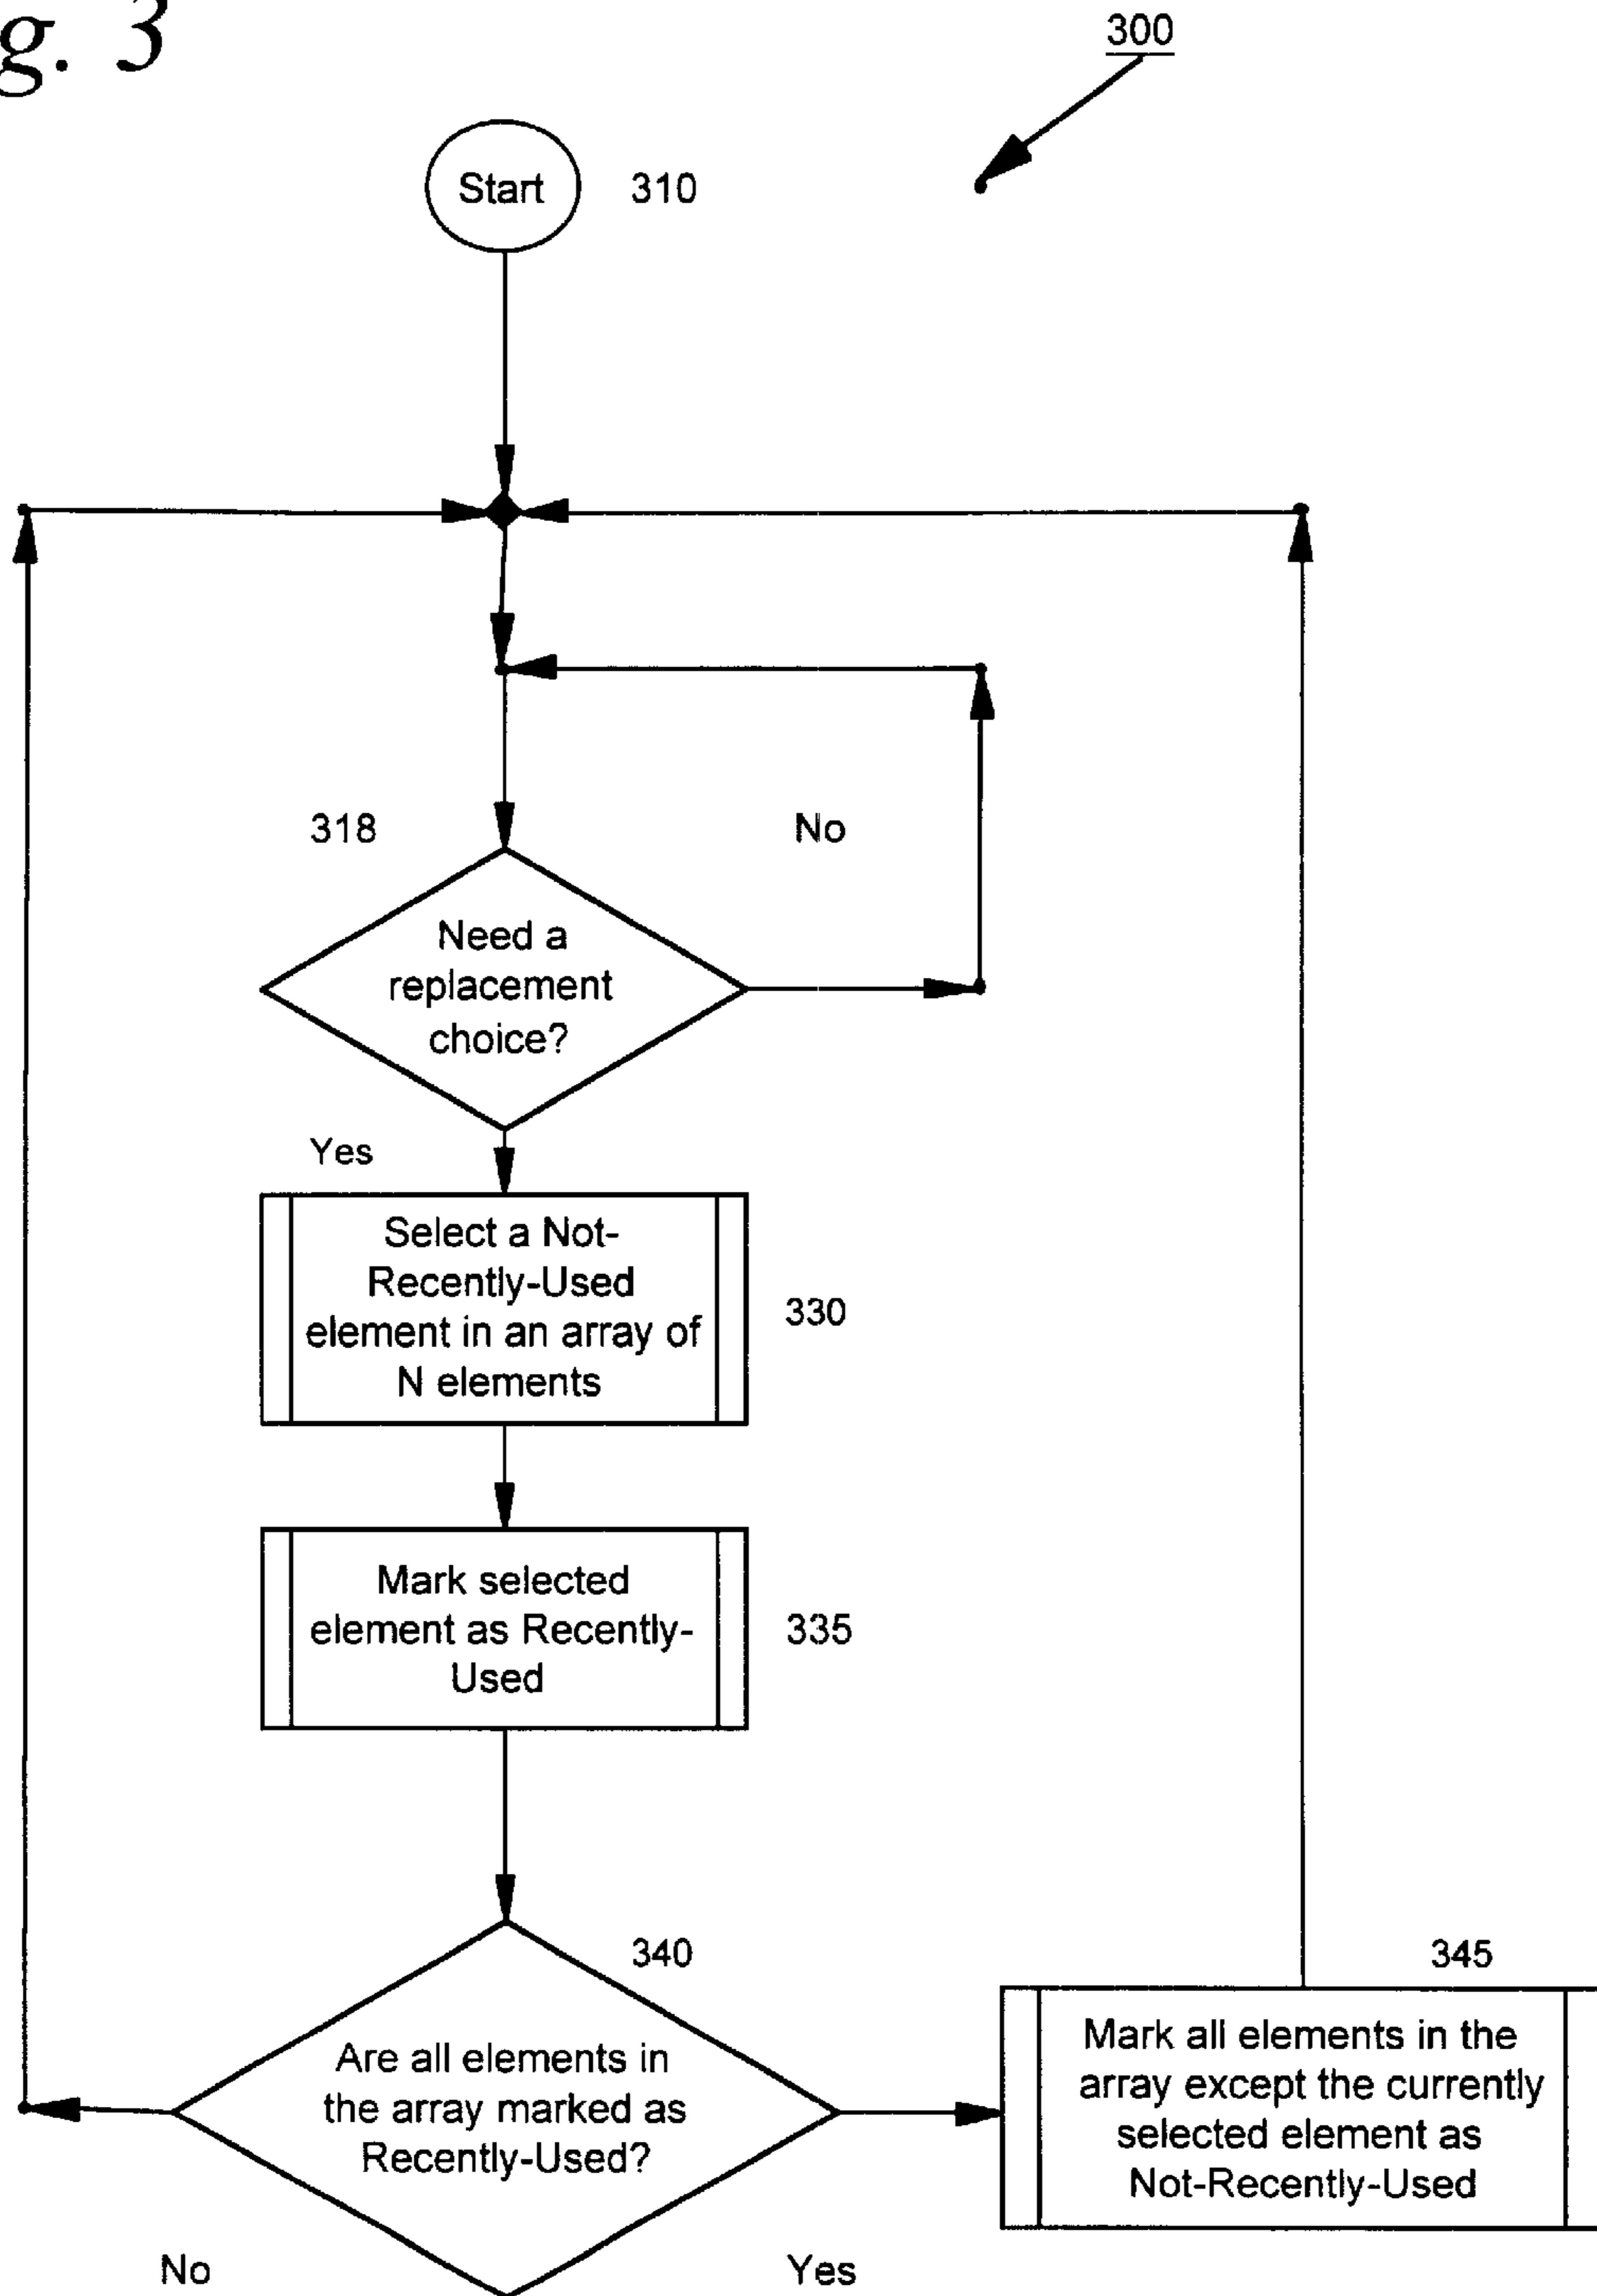 g. 3
300
Start
310
318
No
Need a
replacement
choice?
Yes
Select a Not-
Recently-Used
element in an array of
N elements
330
Mark selected
element as Recently-
Used
335
340
345
Are all elements in
the array marked as
Recently-Used?
Mark all elements in the
array except the currently
selected element as
Not-Recently-Used
No
Yes